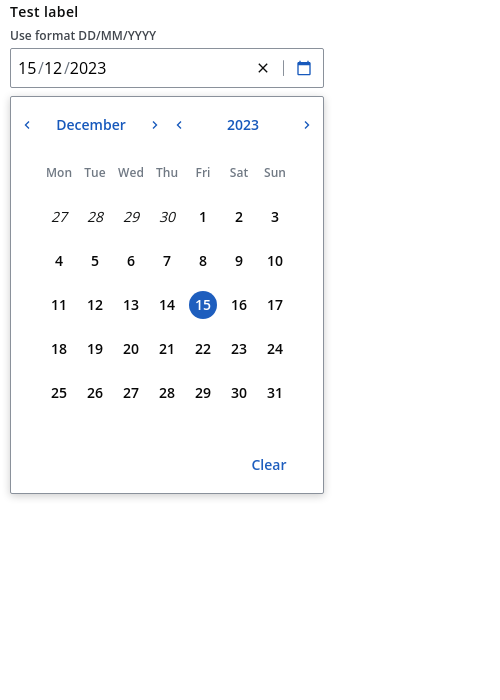 Test label
Use format DD/MM/YYYY
15/12/2023
December 2023
Mon Tue Wed Thu Fri Sat Sun
27 28 29 30 1 2 3
4 5 6 7 8 9 10
11 12 13 14 15 16 17
18 19 20 21 22 23 24
25 26 27 28 29 30 31
Clear